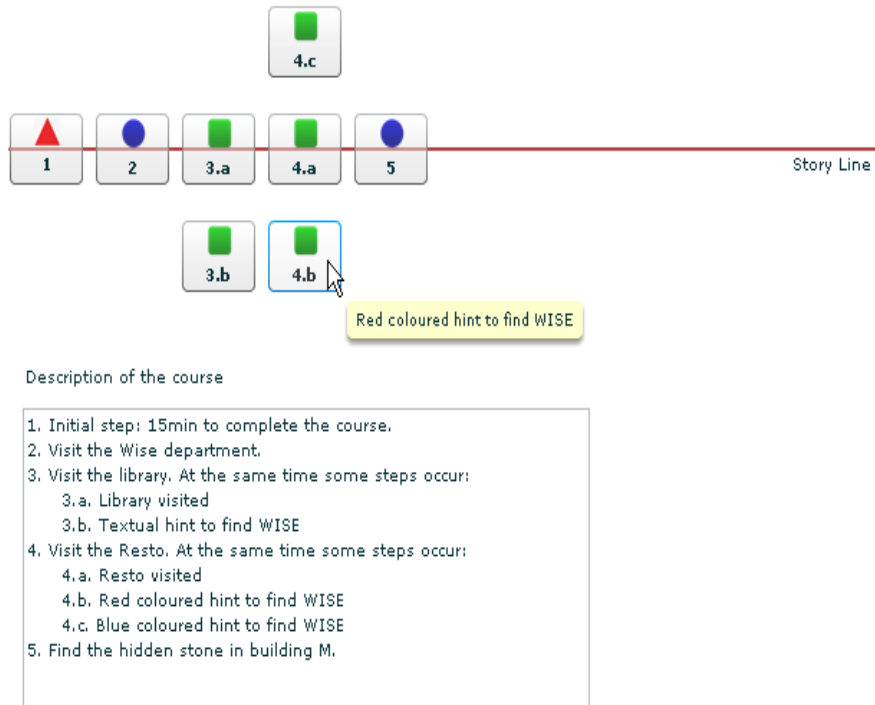 4.c
1
2
3.a
4.a
5
Story Line
3.b
4.b
Red coloured hint to find WISE
Description of the course
1. Initial step: 15min to complete the course.
2. Visit the Wise department.
3. Visit the library. At the same time some steps occur:
3.a. Library visited
3.b. Textual hint to find WISE
4. Visit the Resto. At the same time some steps occur:
4.a. Resto visited
4.b. Red coloured hint to find WISE
4.c. Blue coloured hint to find WISE
5. Find the hidden stone in building M.